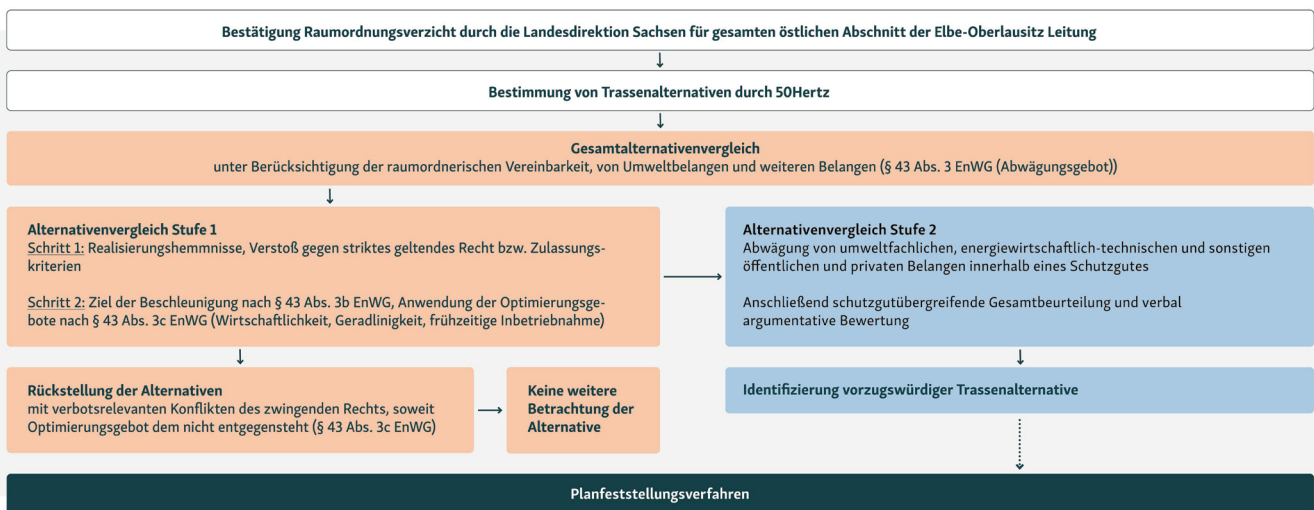 Bestätigung Raumordnungsverzicht durch die Landesdirektion Sachsen für gesamten östlichen Abschnitt der Elbe-Oberlausitz Leitung
Bestimmung von Trassenalternativen durch 50Hertz
Gesamtalternativenvergleich
unter Berücksichtigung der raumordnerischen Vereinbarkeit, von Umweltbelangen und weiteren Belangen (§ 43 Abs. 3 EnWG (Abwägungsgebot))
Alternativenvergleich Stufe 1
Schritt 1: Realisierungshemmnisse, Verstoß gegen striktes geltendes Recht bzw. Zulassungs-
kriterien
Schritt 2: Ziel der Beschleunigung nach § 43 Abs. 3b EnWG, Anwendung der Optimierungsge-
bote nach § 43 Abs. 3c EnWG (Wirtschaftlichkeit, Geradlinigkeit, frühzeitige Inbetriebnahme)
Alternativenvergleich Stufe 2
Abwägung von umweltfachlichen, energiewirtschaftlich-technischen und sonstigen
öffentlichen und privaten Belangen innerhalb eines Schutzgutes
Anschließend schutzgutübergreifende Gesamtbeurteilung und verbal
argumentative Bewertung
Rückstellung der Alternativen
mit verbotsrelevanten Konflikten des zwingenden Rechts, soweit
Optimierungsgebot dem nicht entgegensteht (§ 43 Abs. 3c EnWG)
Keine weitere
Betrachtung der
Alternative
Identifizierung vorzugswürdiger Trassenalternative
Planfeststellungsverfahren